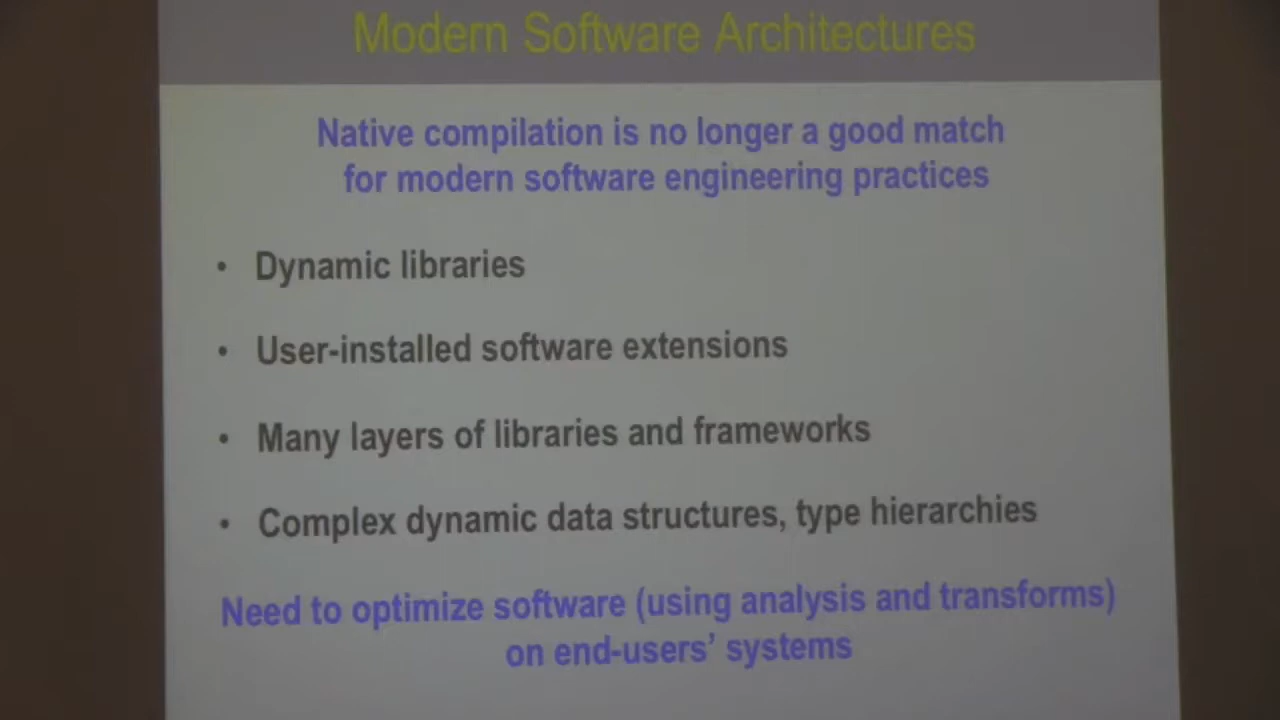 Modern Software Architectures
Native compilation is no longer a good match
for modern software engineering practices
• Dynamic libraries
• User-installed software extensions
• Many layers of libraries and frameworks
• Complex dynamic data structures, type hierarchies
Need to optimize software (using analysis and transforms)
on end-users’ systems